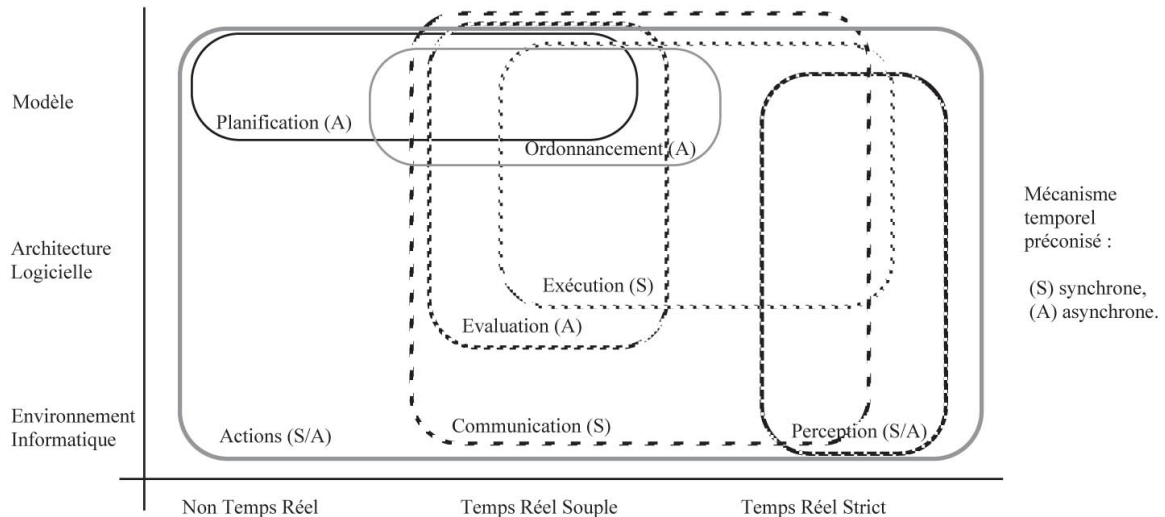 Modèle
Planification (A)
Ordonnancement (A)
Mécanisme
temporel
préconisé :
Architecture
Logicielle
Exécution (S)
(S) synchrone,
(A) asynchrone.
Evaluation (A)
Environnement
Informatique
Actions (S/A)
Communication (S)
Perception (S/A)
Non Temps Réel
Temps Réel Souple
Temps Réel Strict